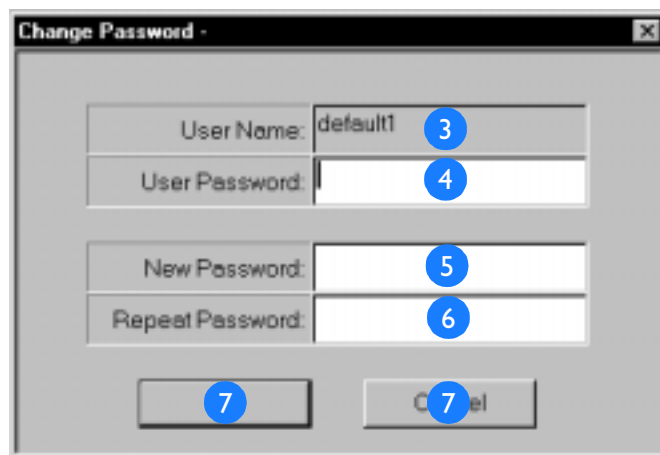 Change Password -
User Name: default1 3
User Password: 4
New Password: 5
Repeat Password: 6
7 7